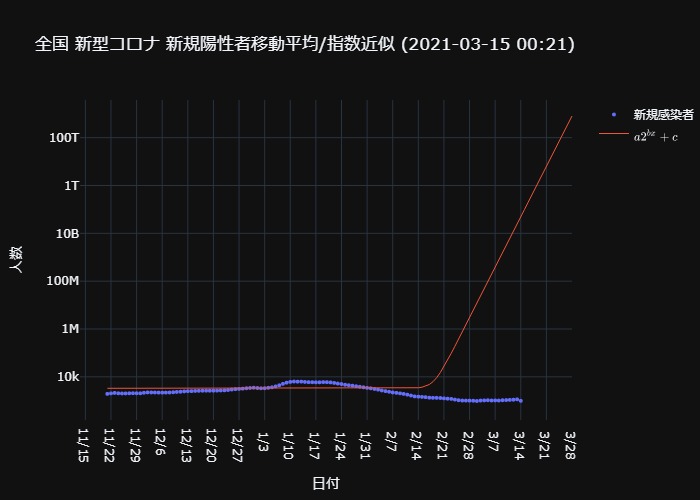 全国 新型コロナ 新規陽性者移動平均/指数近似 (2021-03-15 00:21)
新規感染者
a2^{bx} + c
100T
1T
10B
100M
1M
10k
人数
11/15
11/22
11/29
12/6
12/13
12/20
12/27
1/3
1/10
1/17
1/24
1/31
2/7
2/14
2/21
2/28
3/7
3/14
3/21
3/28
日付